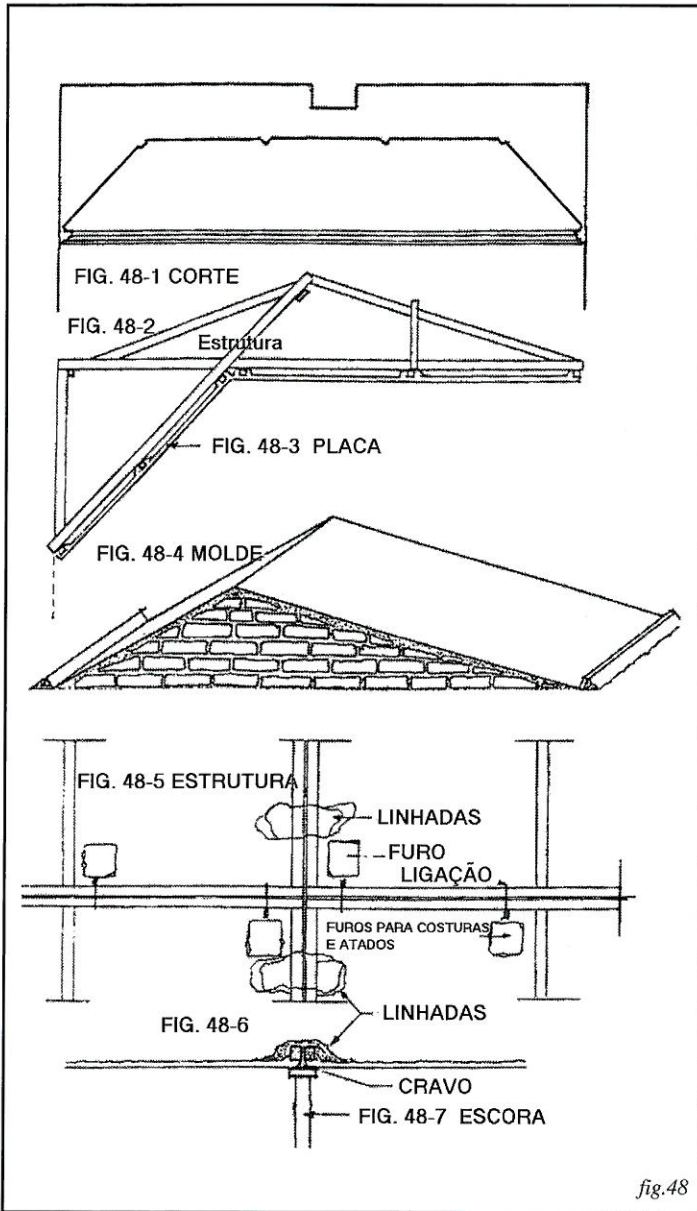 FIG. 48-1 CORTE
FIG. 48-2
Estrutura
FIG. 48-3 PLACA
FIG. 48-4 MOLDE
FIG. 48-5 ESTRUTURA
LINHADAS
FURO
LIGAÇÃO
FUROS PARA COSTURAS
E ATADOS
FIG. 48-6
LINHADAS
CRAVO
FIG. 48-7 ESCORA
fig.48